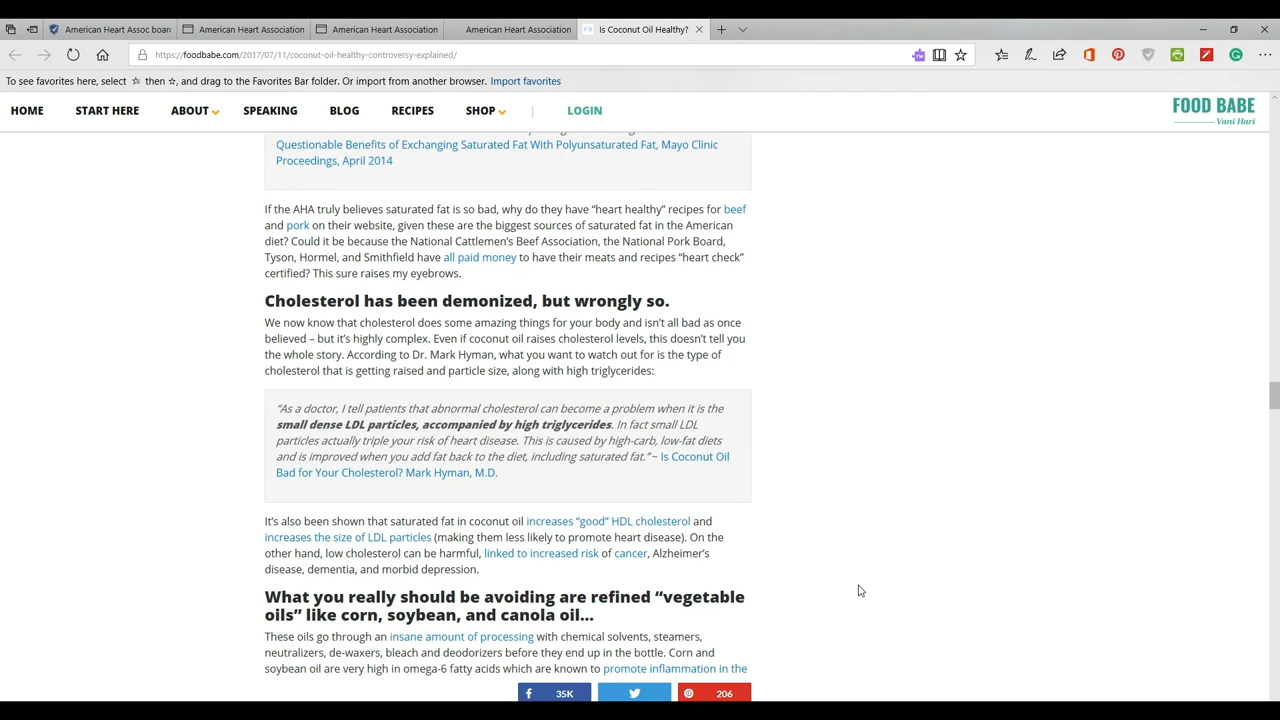 American Heart Assoc boar
American Heart Association
American Heart Association
American Heart Association
Is Coconut Oil Healthy?
https://foodbabe.com/2017/07/11/coconut-oil-healthy-controversy-explained/
To see favorites here, select ☆ then ☆, and drag to the Favorites Bar folder. Or import from another browser. Import favorites
HOME START HERE ABOUT SPEAKING BLOG RECIPES SHOP | LOGIN
FOOD BABE
Vani Hari
Questionable Benefits of Exchanging Saturated Fat With Polyunsaturated Fat, Mayo Clinic
Proceedings, April 2014
If the AHA truly believes saturated fat is so bad, why do they have “heart healthy” recipes for beef
and pork on their website, given these are the biggest sources of saturated fat in the American
diet? Could it be because the National Cattlemen’s Beef Association, the National Pork Board,
Tyson, Hormel, and Smithfield have all paid money to have their meats and recipes “heart check”
certified? This sure raises my eyebrows.
Cholesterol has been demonized, but wrongly so.
We now know that cholesterol does some amazing things for your body and isn’t all bad as once
believed – but it’s highly complex. Even if coconut oil raises cholesterol levels, this doesn’t tell you
the whole story. According to Dr. Mark Hyman, what you want to watch out for is the type of
cholesterol that is getting raised and particle size, along with high triglycerides:
“As a doctor, I tell patients that abnormal cholesterol can become a problem when it is the
small dense LDL particles, accompanied by high triglycerides. In fact small LDL
particles actually triple your risk of heart disease. This is caused by high-carb, low-fat diets
and is improved when you add fat back to the diet, including saturated fat.” ~ Is Coconut Oil
Bad for Your Cholesterol? Mark Hyman, M.D.
It’s also been shown that saturated fat in coconut oil increases “good” HDL cholesterol and
increases the size of LDL particles (making them less likely to promote heart disease). On the
other hand, low cholesterol can be harmful, linked to increased risk of cancer, Alzheimer’s
disease, dementia, and morbid depression.
What you really should be avoiding are refined “vegetable
oils” like corn, soybean, and canola oil...
These oils go through an insane amount of processing with chemical solvents, steamers,
neutralizers, de-waxers, bleach and deodorizers before they end up in the bottle. Corn and
soybean oil are very high in omega-6 fatty acids which are known to promote inflammation in the
35K
206